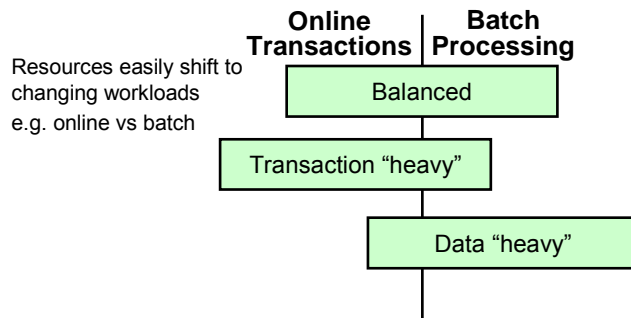 Online Transactions
Batch Processing
Resources easily shift to
changing workloads
e.g. online vs batch
Balanced
Transaction “heavy”
Data “heavy”